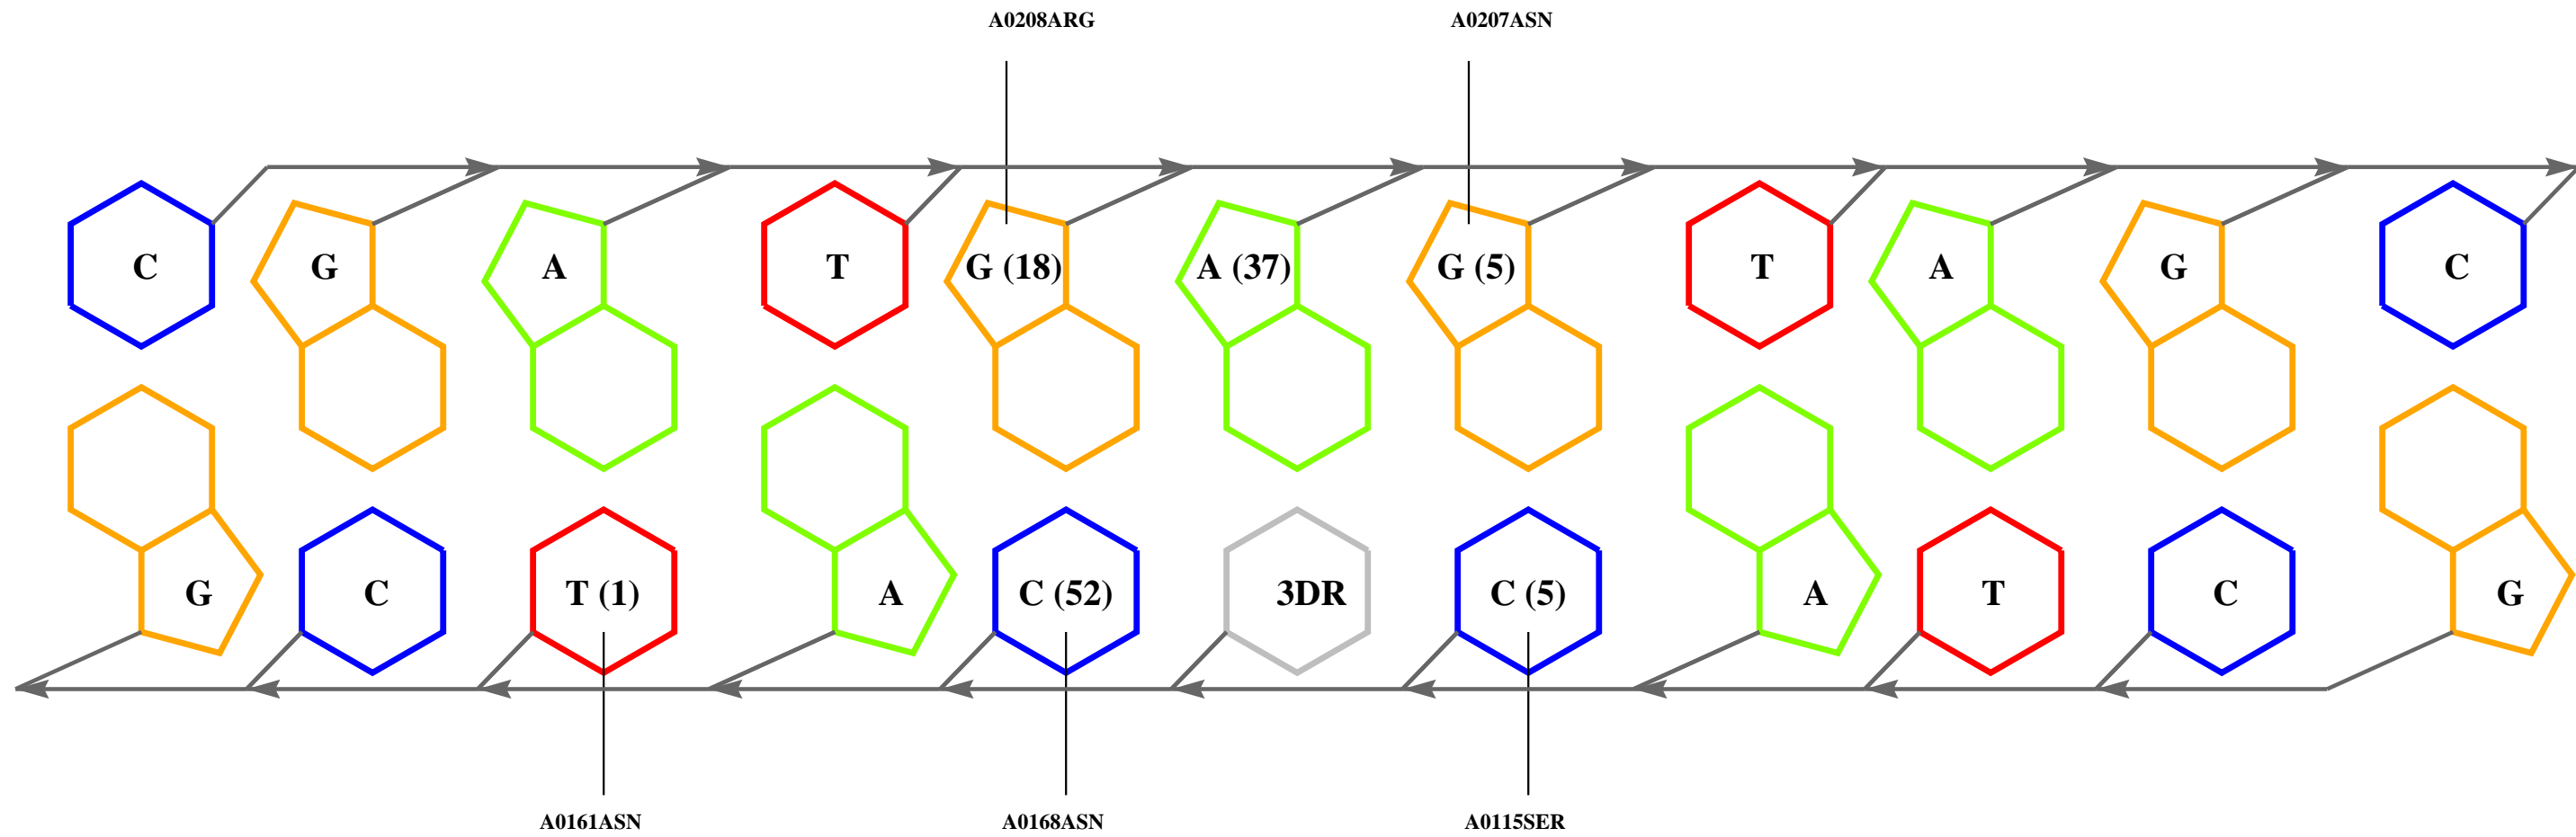 A0208ARG A0207ASN
C G A T G (18) A (37) G (5) T A G C
G C T (1) A C (52) 3DR C (5) A T C G
A0161ASN A0168ASN A0115SER